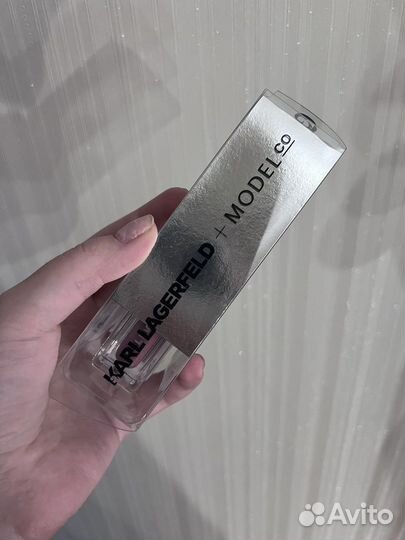 KARL LAGERFELD + MODELCO
Avito